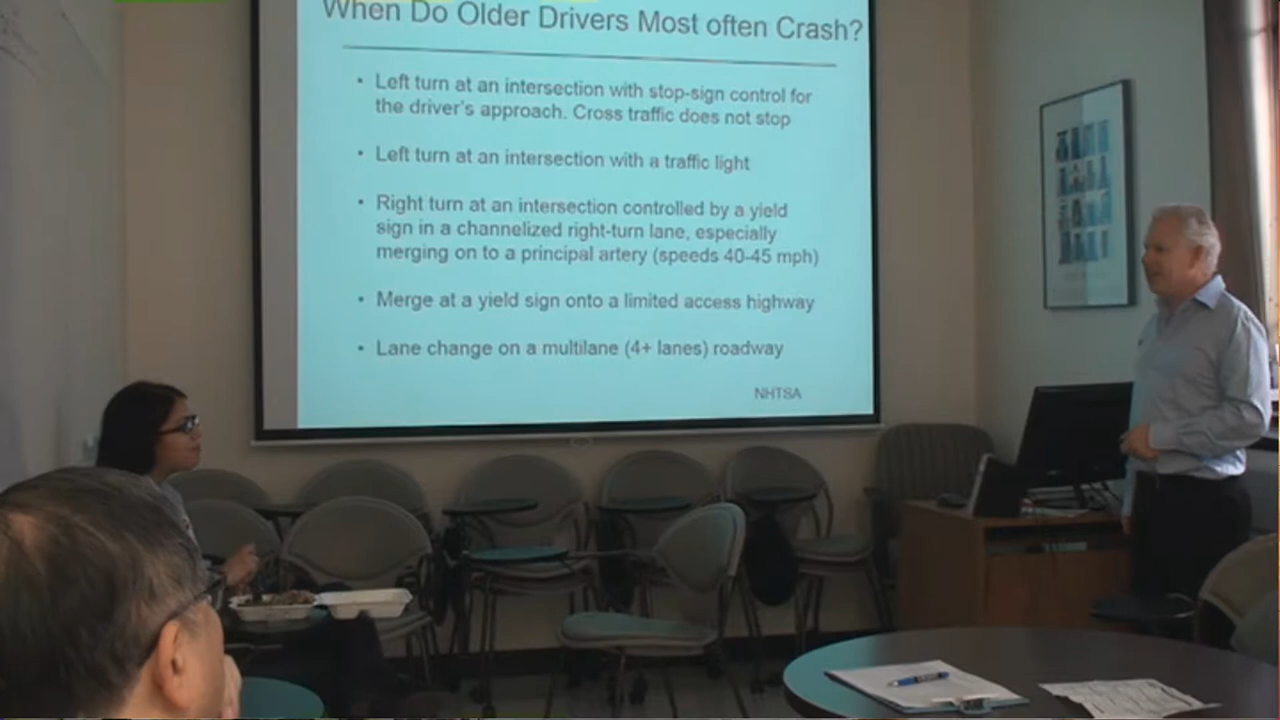 When Do Older Drivers Most often Crash?
• Left turn at an intersection with stop-sign control for
the driver's approach. Cross traffic does not stop
• Left turn at an intersection with a traffic light
• Right turn at an intersection controlled by a yield
sign in a channelized right-turn lane, especially
merging on to a principal artery (speeds 40-45 mph)
• Merge at a yield sign onto a limited access highway
• Lane change on a multilane (4+ lanes) roadway
NHTSA